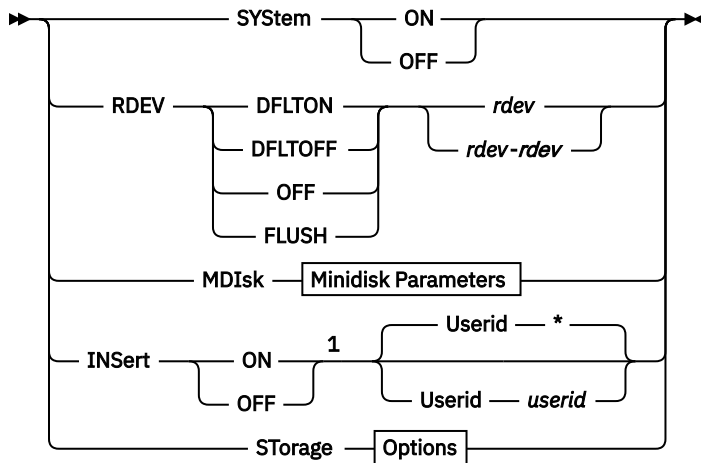 SYStem ON
OFF
RDEV DFLTON rdev
DFLTOFF rdev-rdev
OFF
FLUSH
MDIsk Minidisk Parameters
Userid *
INSert ON 1
OFF Userid userid
STorage Options